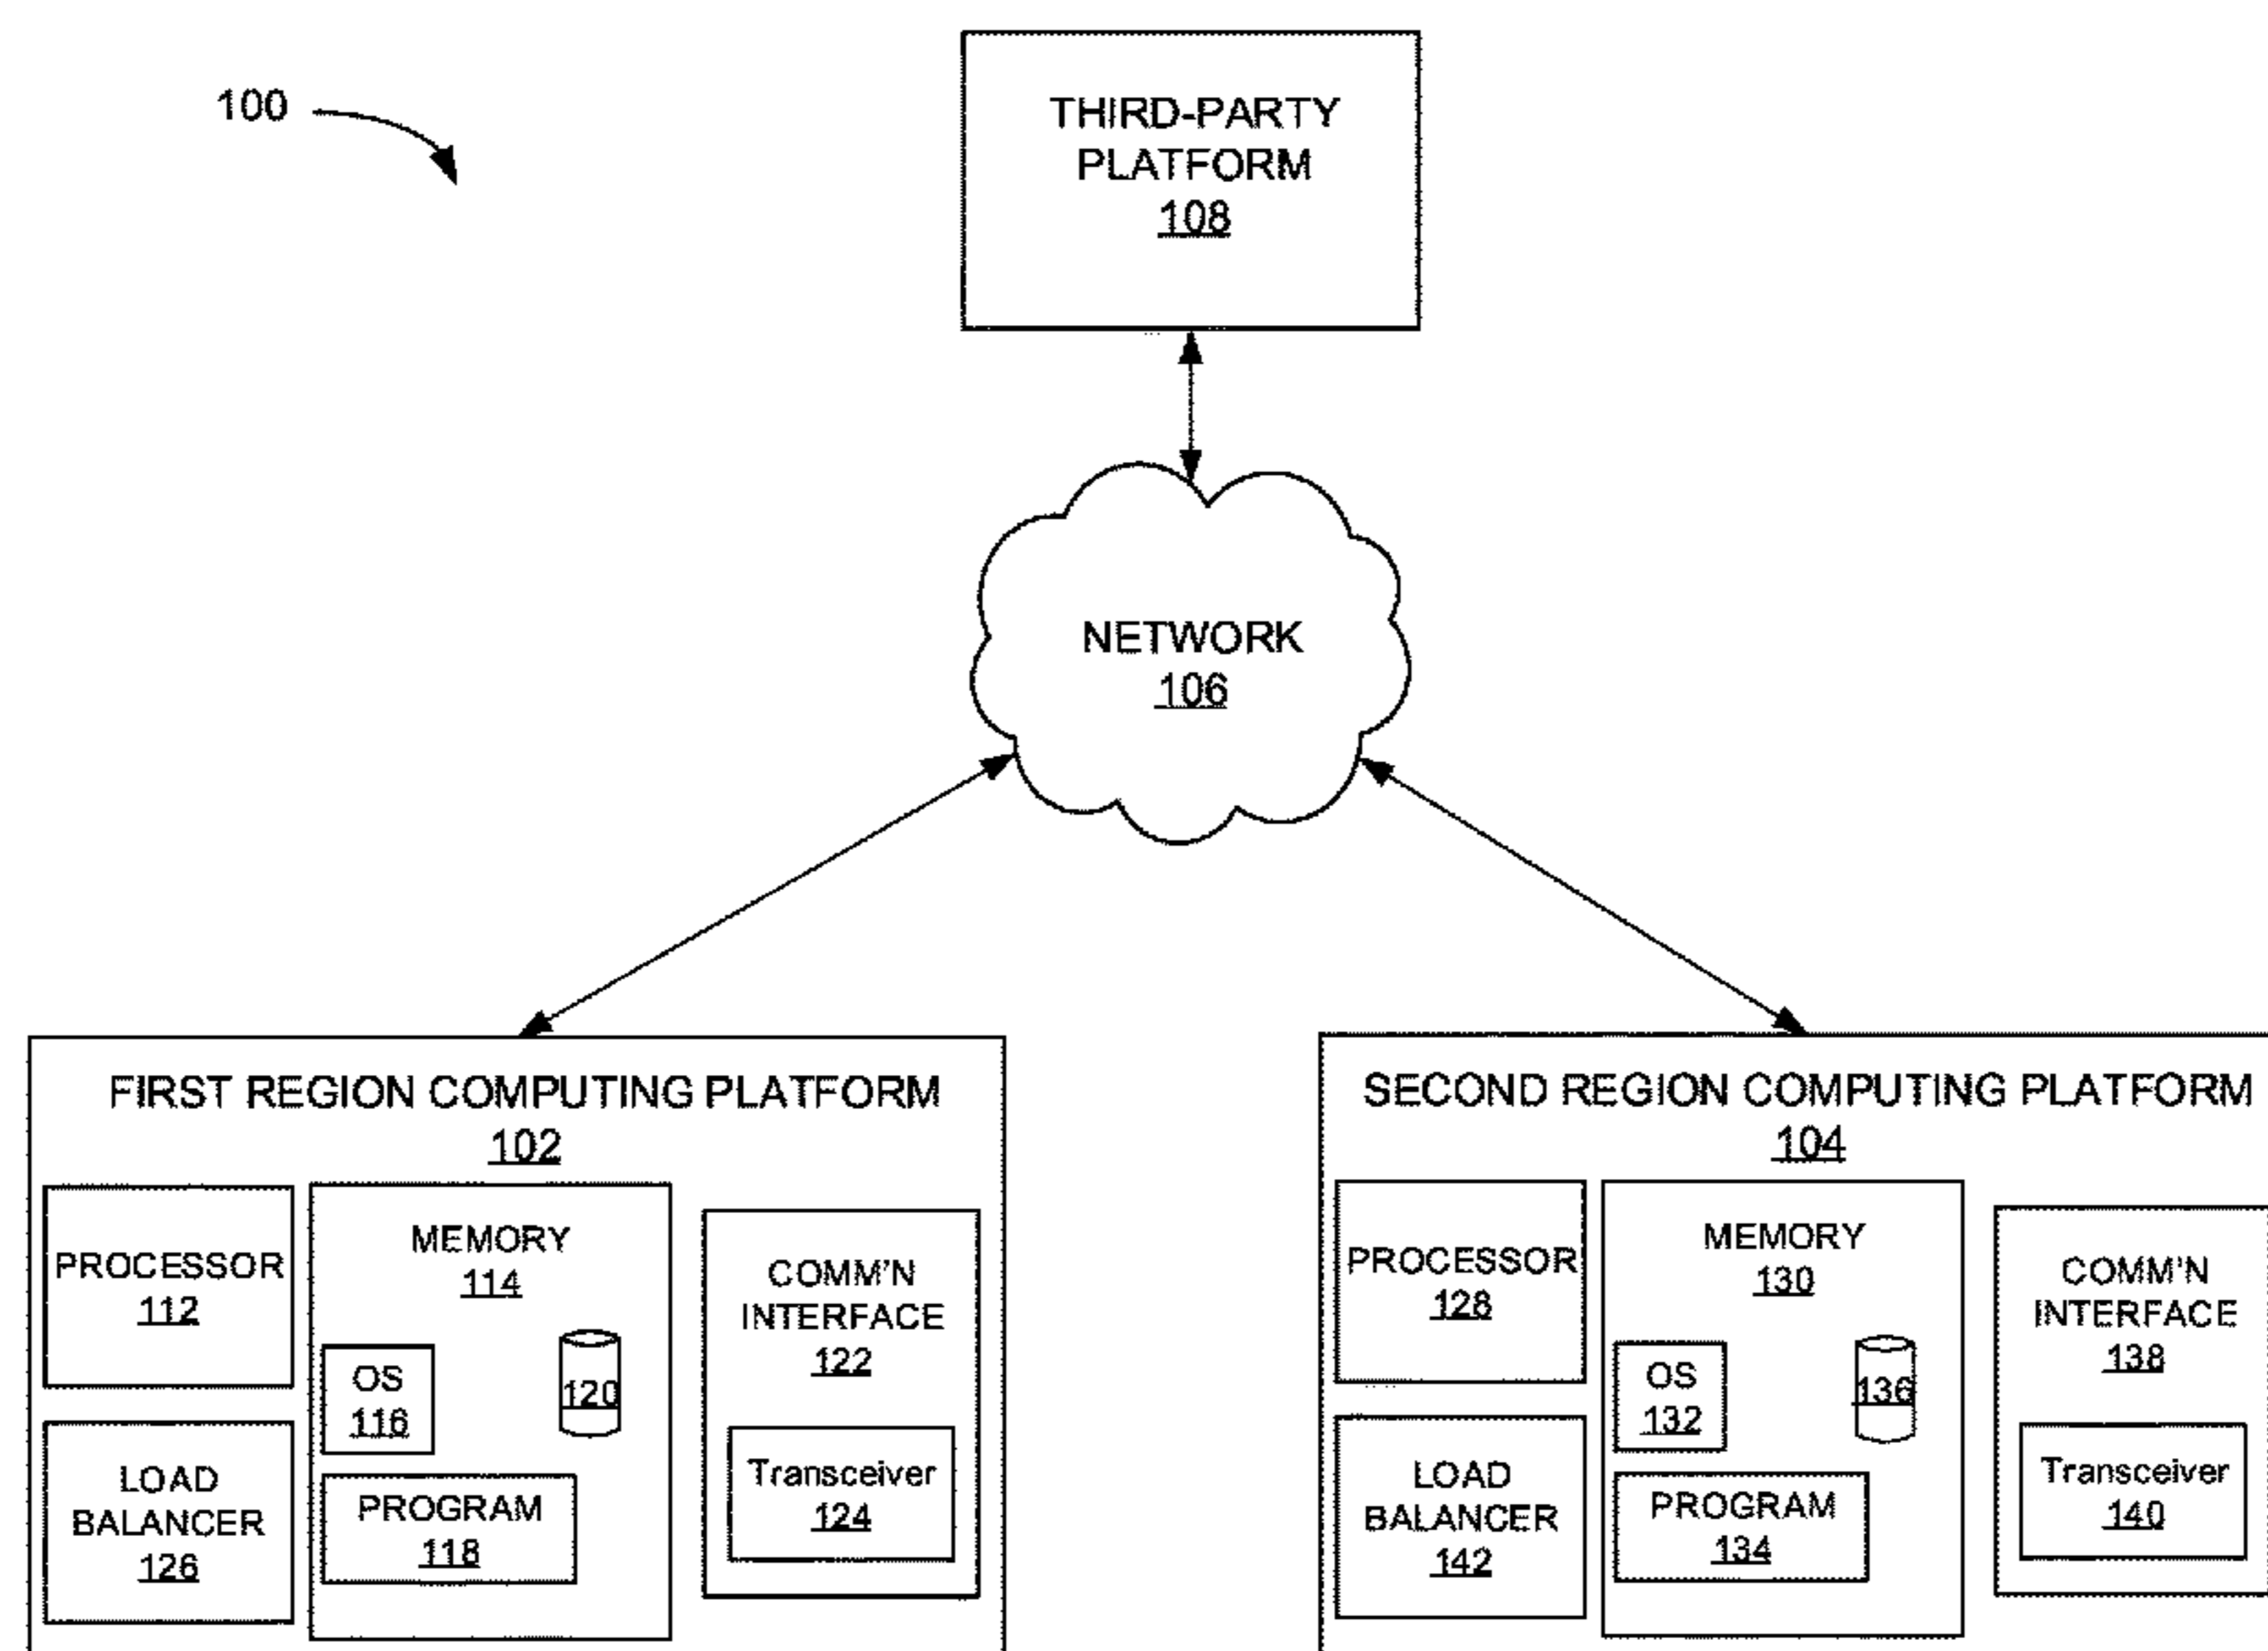 100
THIRD-PARTY
PLATFORM
108
NETWORK
106
FIRST REGION COMPUTING PLATFORM
102
PROCESSOR
112
LOAD
BALANCER
126
MEMORY
114
OS
116
120
PROGRAM
118
COMM'N
INTERFACE
122
Transceiver
124
SECOND REGION COMPUTING PLATFORM
104
PROCESSOR
128
LOAD
BALANCER
142
MEMORY
130
OS
132
136
PROGRAM
134
COMM'N
INTERFACE
138
Transceiver
140